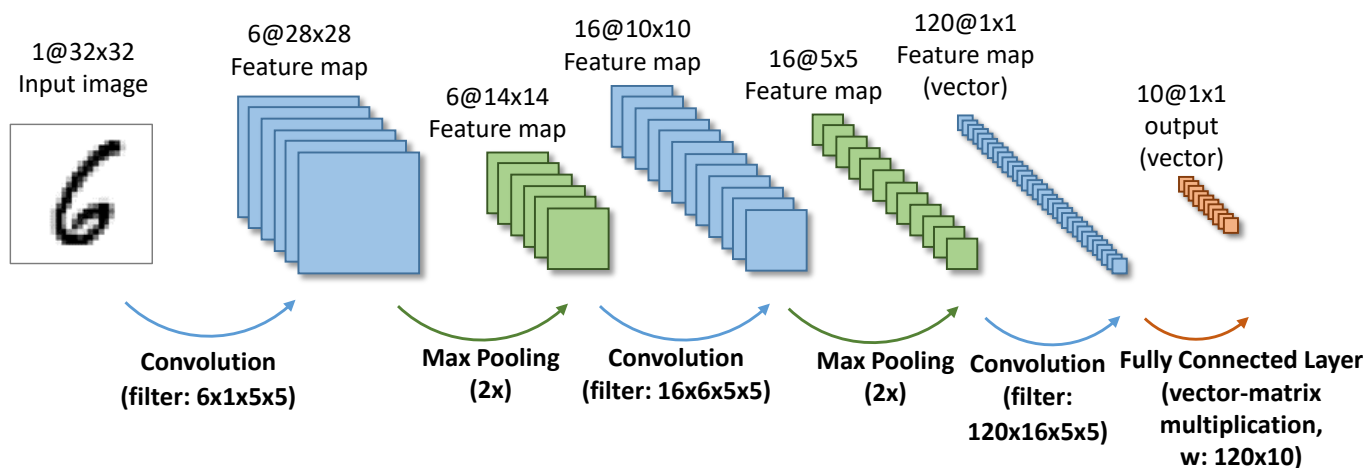 1@32x32
Input image
6@28x28
Feature map
6@14x14
Feature map
16@10x10
Feature map
16@5x5
Feature map
120@1x1
Feature map
(vector)
10@1x1
output
(vector)
Convolution
(filter: 6x1x5x5)
Max Pooling
(2x)
Convolution
(filter: 16x6x5x5)
Max Pooling
(2x)
Convolution
(filter:
120x16x5x5)
Fully Connected Layer
(vector-matrix
multiplication,
w: 120x10)
6